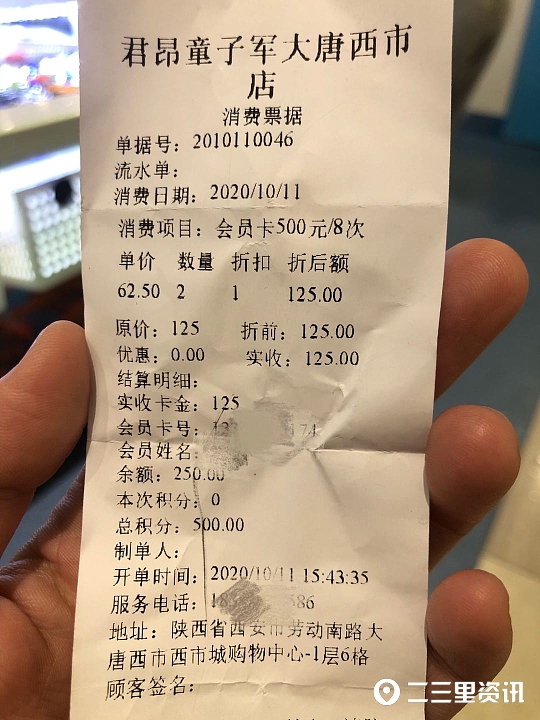 君昂童子军大唐西市
店
消费票据
单据号：2010110046
流水单：
消费日期：2020/10/11
消费项目：会员卡500元/8次
单价 数量 折扣 折后额
62.50 2 1 125.00
原价：125 折前：125.00
优惠：0.00 实收：125.00
结算明细：
实收卡金：125
会员卡号：174
会员姓名：
余额：250.00
本次积分：0
总积分：500.00
制单人：
开单时间：2020/10/11 15:43:35
服务电话：586
地址：陕西省西安市劳动南路大
唐西市西市城购物中心-1层6格
顾客签名：
二三里资讯